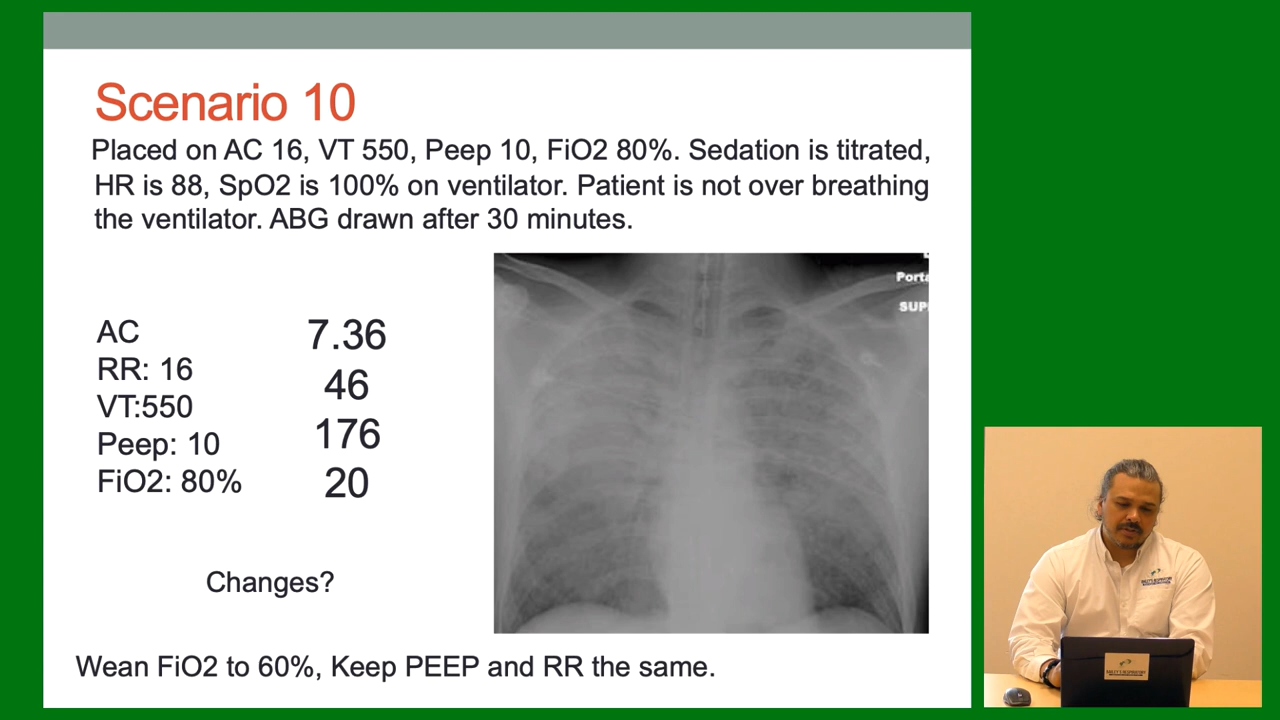 Scenario 10
Placed on AC 16, VT 550, Peep 10, FiO2 80%. Sedation is titrated,
HR is 88, SpO2 is 100% on ventilator. Patient is not over breathing
the ventilator. ABG drawn after 30 minutes.
AC
RR: 16
VT:550
Peep: 10
FiO2: 80%
7.36
46
176
20
Changes?
Wean FiO2 to 60%, Keep PEEP and RR the same.